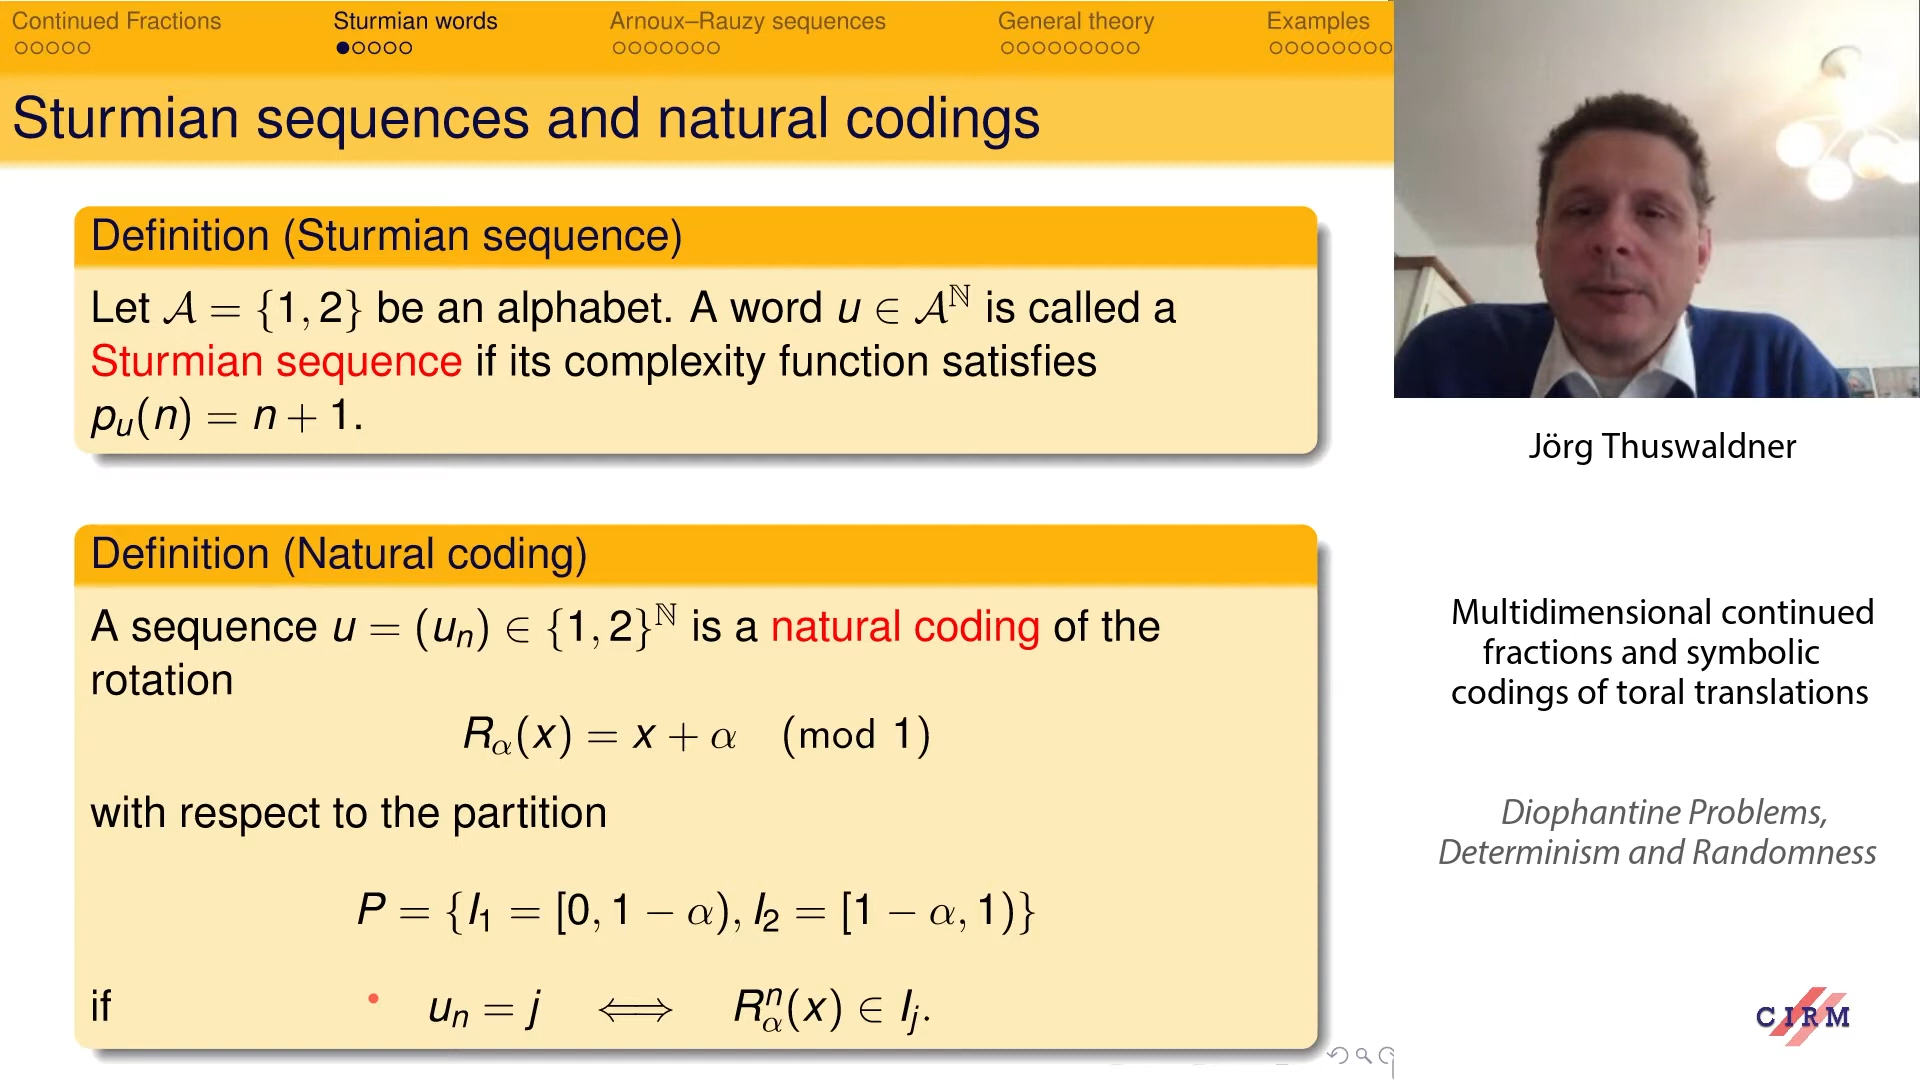 Continued Fractions Sturmian words Arnoux–Rauzy sequences General theory Examples
Sturmian sequences and natural codings
Definition (Sturmian sequence)
Let 𝒜 = {1, 2} be an alphabet. A word u ∈ 𝒜^ℕ is called a
Sturmian sequence if its complexity function satisfies
p_u(n) = n + 1.
Definition (Natural coding)
A sequence u = (u_n) ∈ {1, 2}^ℕ is a natural coding of the
rotation
R_α(x) = x + α (mod 1)
with respect to the partition
P = {I_1 = [0, 1 − α), I_2 = [1 − α, 1)}
if u_n = j ⟺ R_α^n(x) ∈ I_j.
Jörg Thuswaldner
Multidimensional continued
fractions and symbolic
codings of toral translations
Diophantine Problems,
Determinism and Randomness
CIRM